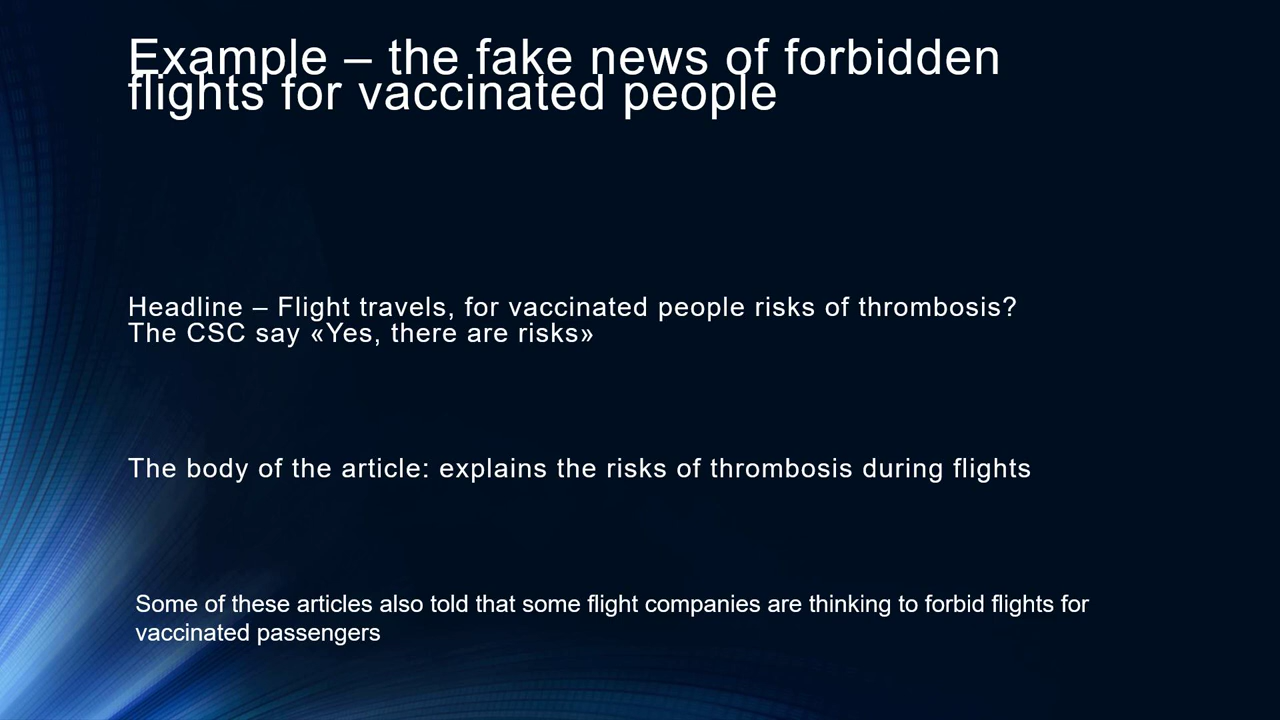 Example – the fake news of forbidden
flights for vaccinated people
Headline – Flight travels, for vaccinated people risks of thrombosis?
The CSC say «Yes, there are risks»
The body of the article: explains the risks of thrombosis during flights
Some of these articles also told that some flight companies are thinking to forbid flights for
vaccinated passengers